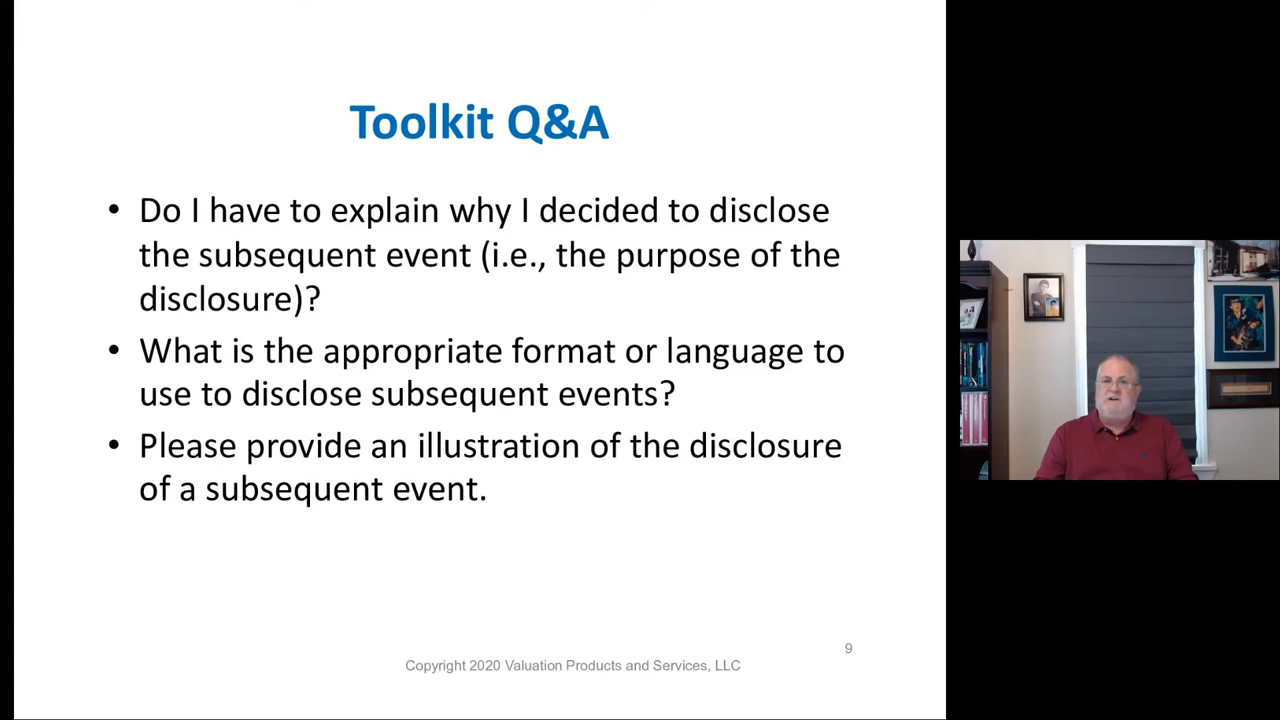 Toolkit Q&A
• Do I have to explain why I decided to disclose
the subsequent event (i.e., the purpose of the
disclosure)?
• What is the appropriate format or language to
use to disclose subsequent events?
• Please provide an illustration of the disclosure
of a subsequent event.
9
Copyright 2020 Valuation Products and Services, LLC